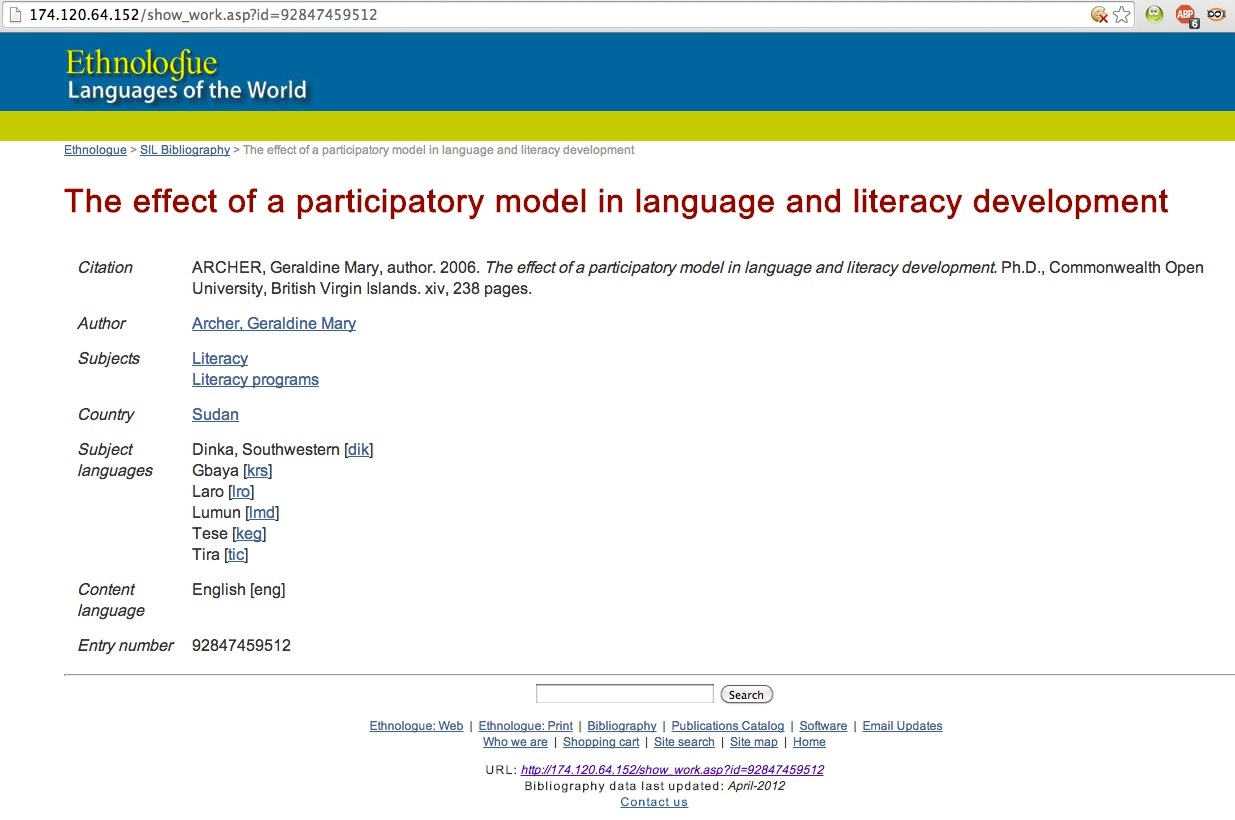 174.120.64.152/show_work.asp?id=92847459512
ABP
6
Ethnologue
Languages of the World
Ethnologue > SIL Bibliography > The effect of a participatory model in language and literacy development
The effect of a participatory model in language and literacy development
Citation ARCHER, Geraldine Mary, author. 2006. The effect of a participatory model in language and literacy development. Ph.D., Commonwealth Open
University, British Virgin Islands. xiv, 238 pages.
Author Archer, Geraldine Mary
Subjects Literacy
Literacy programs
Country Sudan
Subject Dinka, Southwestern [dik]
languages Gbaya [krs]
Laro [lro]
Lumun [lmd]
Tese [keg]
Tira [tic]
Content English [eng]
language
Entry number 92847459512
Search
Ethnologue: Web | Ethnologue: Print | Bibliography | Publications Catalog | Software | Email Updates
Who we are | Shopping cart | Site search | Site map | Home
URL: http://174.120.64.152/show_work.asp?id=92847459512
Bibliography data last updated: April-2012
Contact us